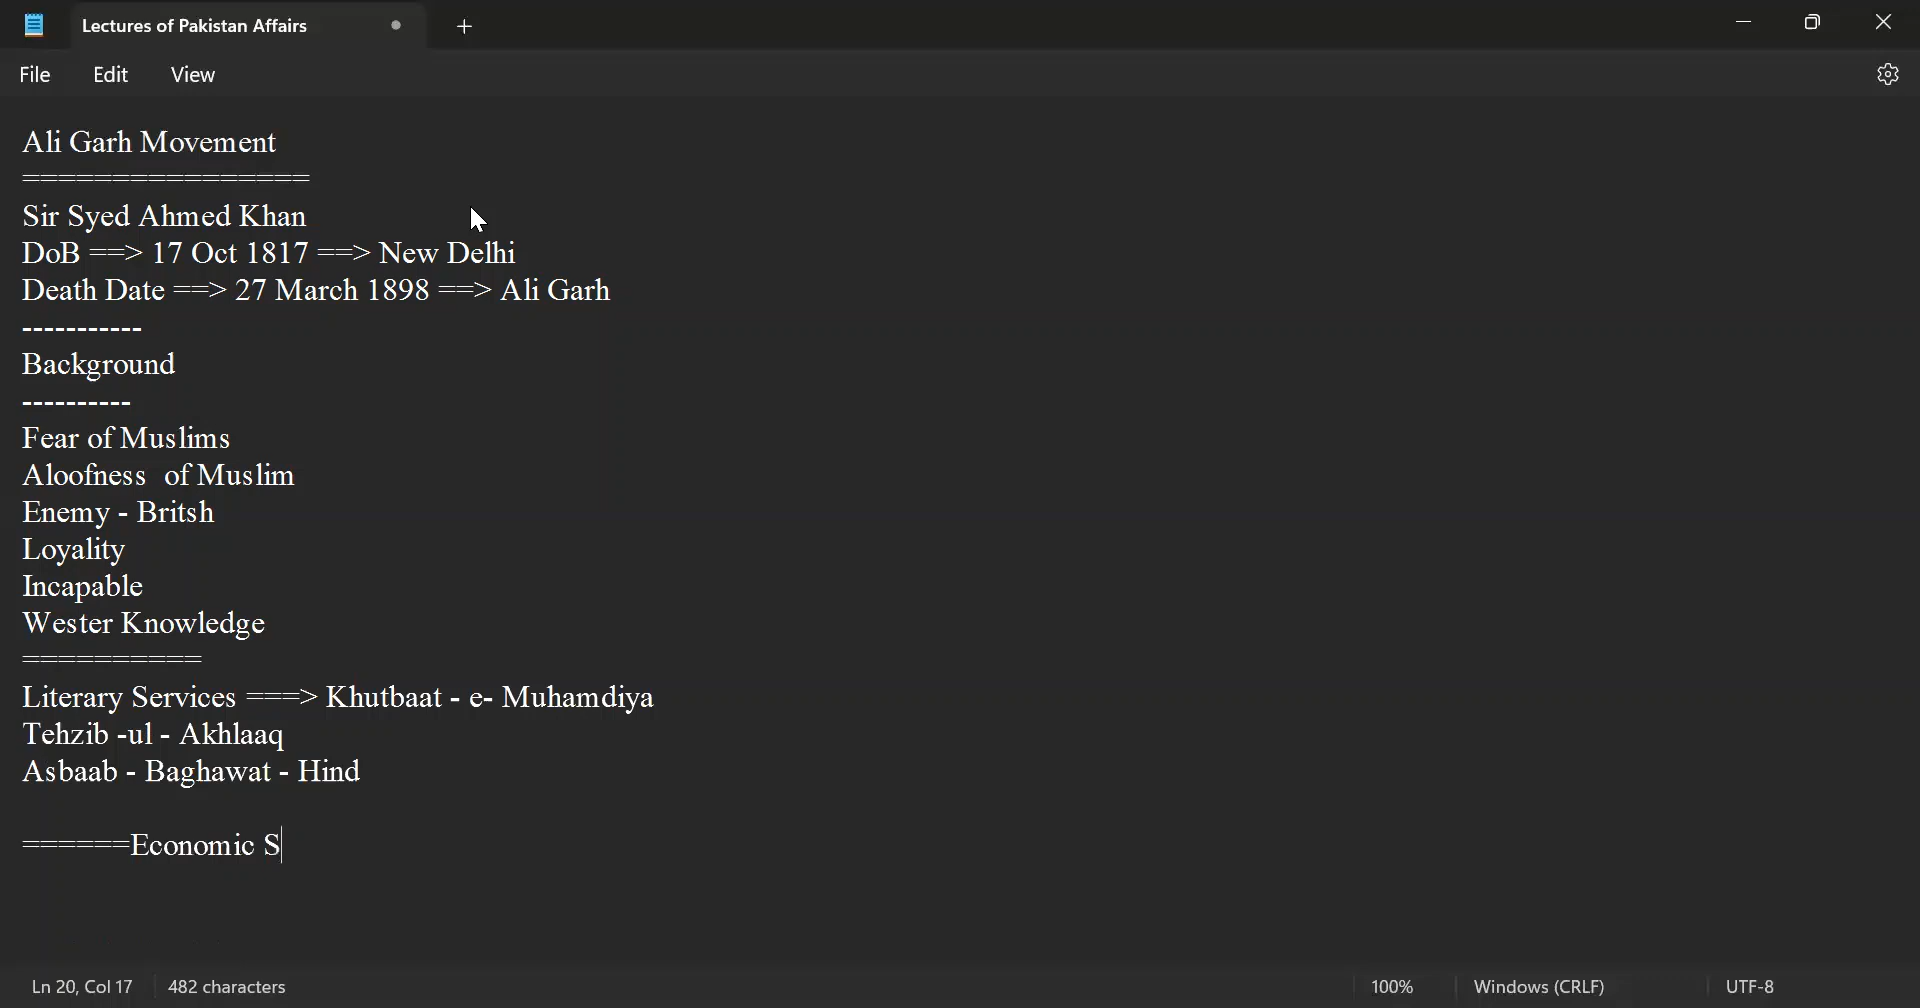 Lectures of Pakistan Affairs
File Edit View
Ali Garh Movement
================
Sir Syed Ahmed Khan
DoB ==> 17 Oct 1817 ==> New Delhi
Death Date ==> 27 March 1898 ==> Ali Garh
-----------
Background
----------
Fear of Muslims
Aloofness  of Muslim
Enemy - Britsh
Loyality
Incapable
Wester Knowledge
==========
Literary Services ===> Khutbaat - e- Muhamdiya
Tehzib -ul - Akhlaaq
Asbaab - Baghawat - Hind
======Economic S
Ln 20, Col 17 482 characters 100% Windows (CRLF) UTF-8